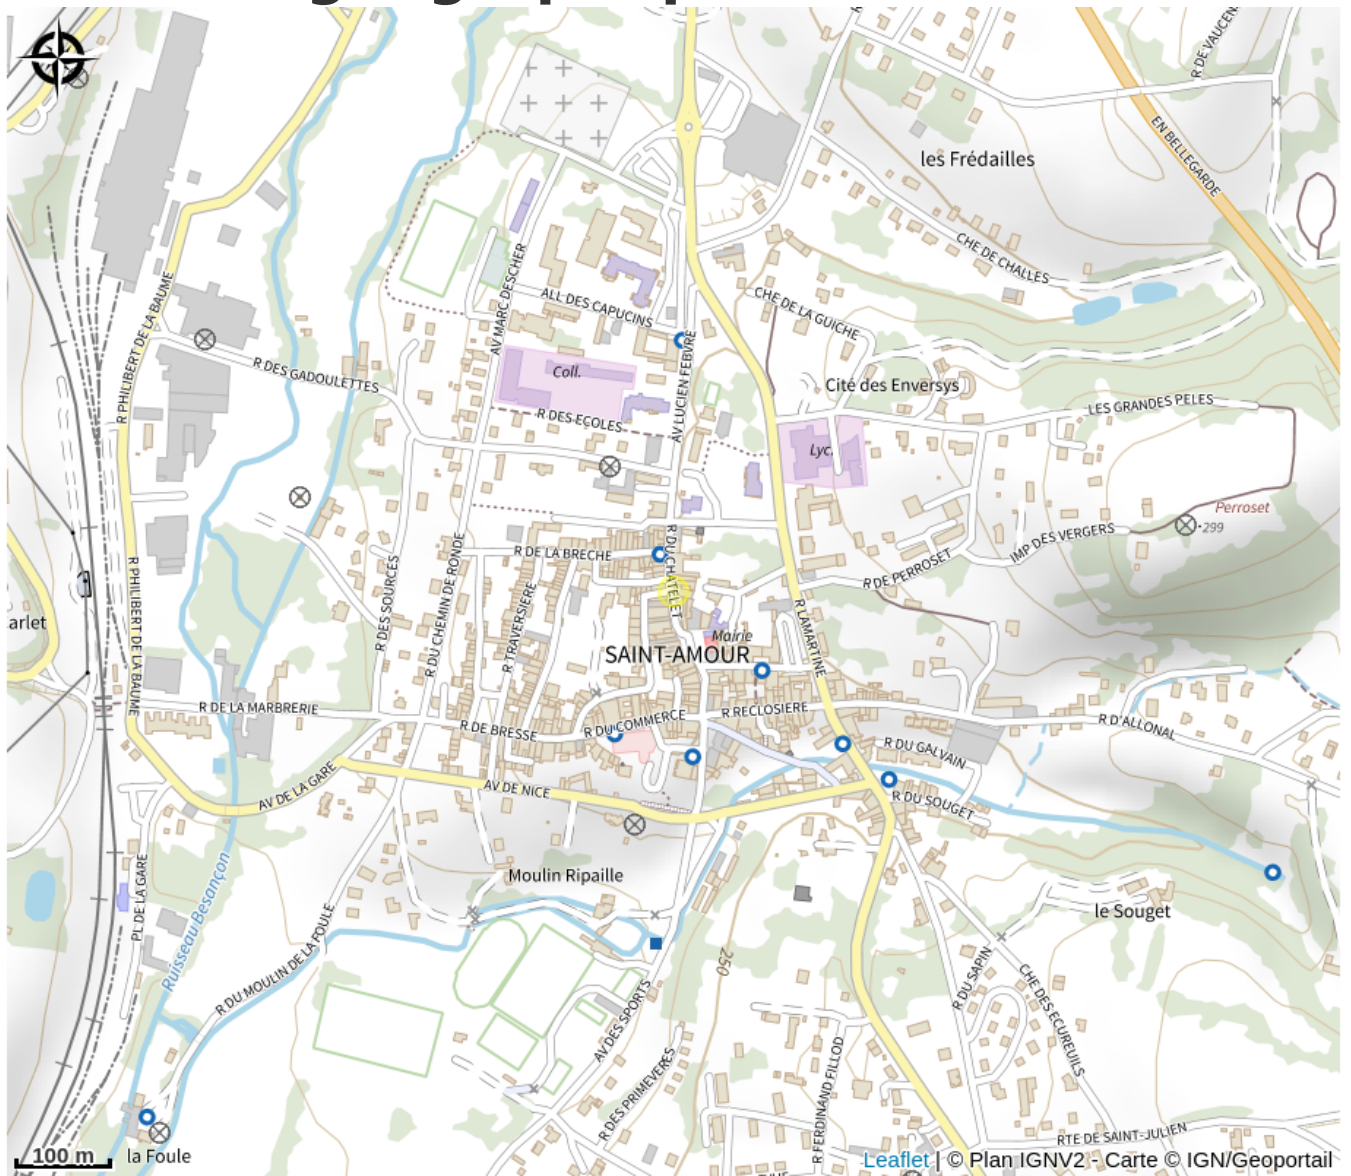 R DE VAUCEN
EN BELLEGARDE
les Frédailles
CHE DE CHALLES
AV MARC DESCHER
ALL DES CAPUCINS
CHE DE LA GUICHE
R PHILIBERT DE LA BAUME
R DES GADOULETTES
Coll.
AV LUCIEN FEBVRE
Cité des Enversys
LES GRANDES PELES
R DES ECOLES
Lyc.
Perroset
299
R DE LA BRECHE
R DU CHATELET
IMP DES VERGERS
R DE PERROSET
R PHILIBERT DE LA BAUME
R DES SOURCES
R DU CHEMIN DE RONDE
R TRAVERSIERE
R LAMARTINE
arlet
Mairie
SAINT-AMOUR
R DE LA MARBRERIE
R DE BRESSE
R DU COMMERCE
R RECLOSIERE
R D'ALLONAL
R DU GALVAIN
AV DE LA GARE
AV DE NICE
R DU SOUGET
PL DE LA GARE
Moulin Ripaille
le Souget
Ruisseau Besançon
R DU MOULIN DE LA FOULE
250
R DU SAPIN
CHE DES ECUREUILS
AV DES SPORTS
R DES PRIMEVERES
R FERDINAND FILLOD
RTE DE SAINT-JULIEN
100 m
la Foule
Leaflet | © Plan IGNV2 - Carte © IGN/Geoportail